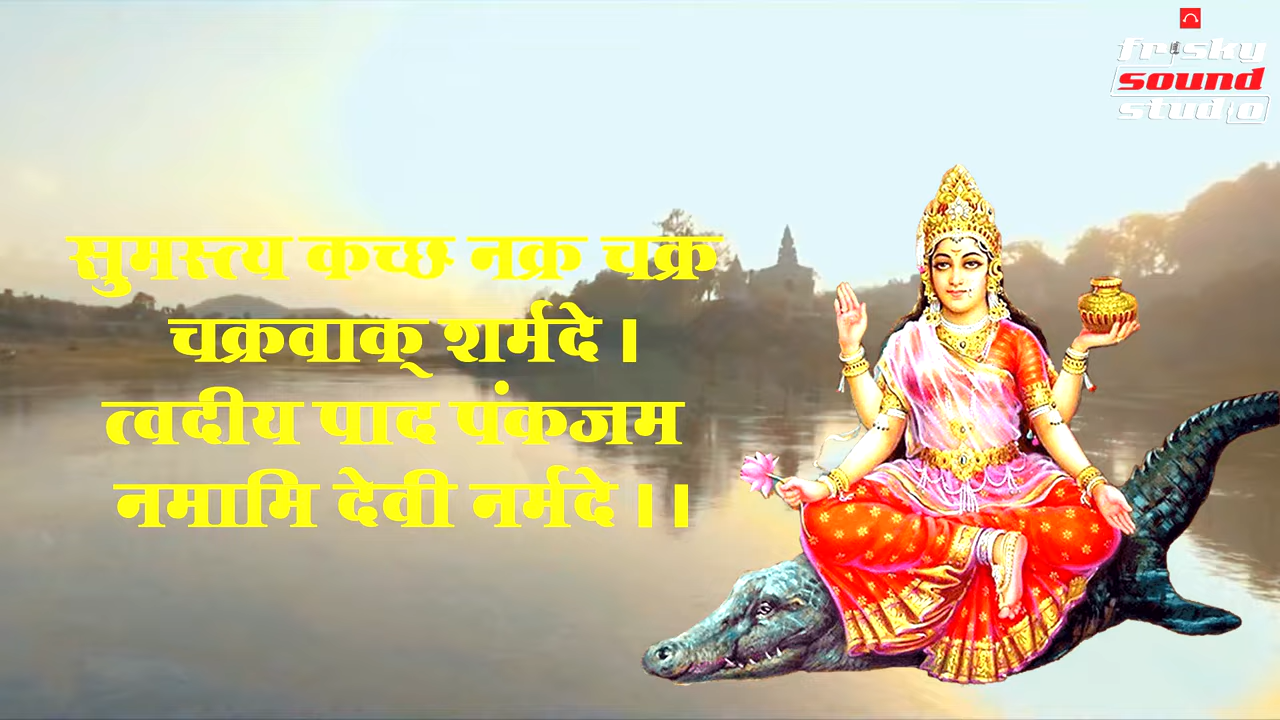 frisky
sound
studio
सुमस्त्य कच्छ नक्र चक्र
चक्रवाक् शर्मदे ।
त्वदीय पाद पंकजम
नमामि देवी नर्मदे ।।